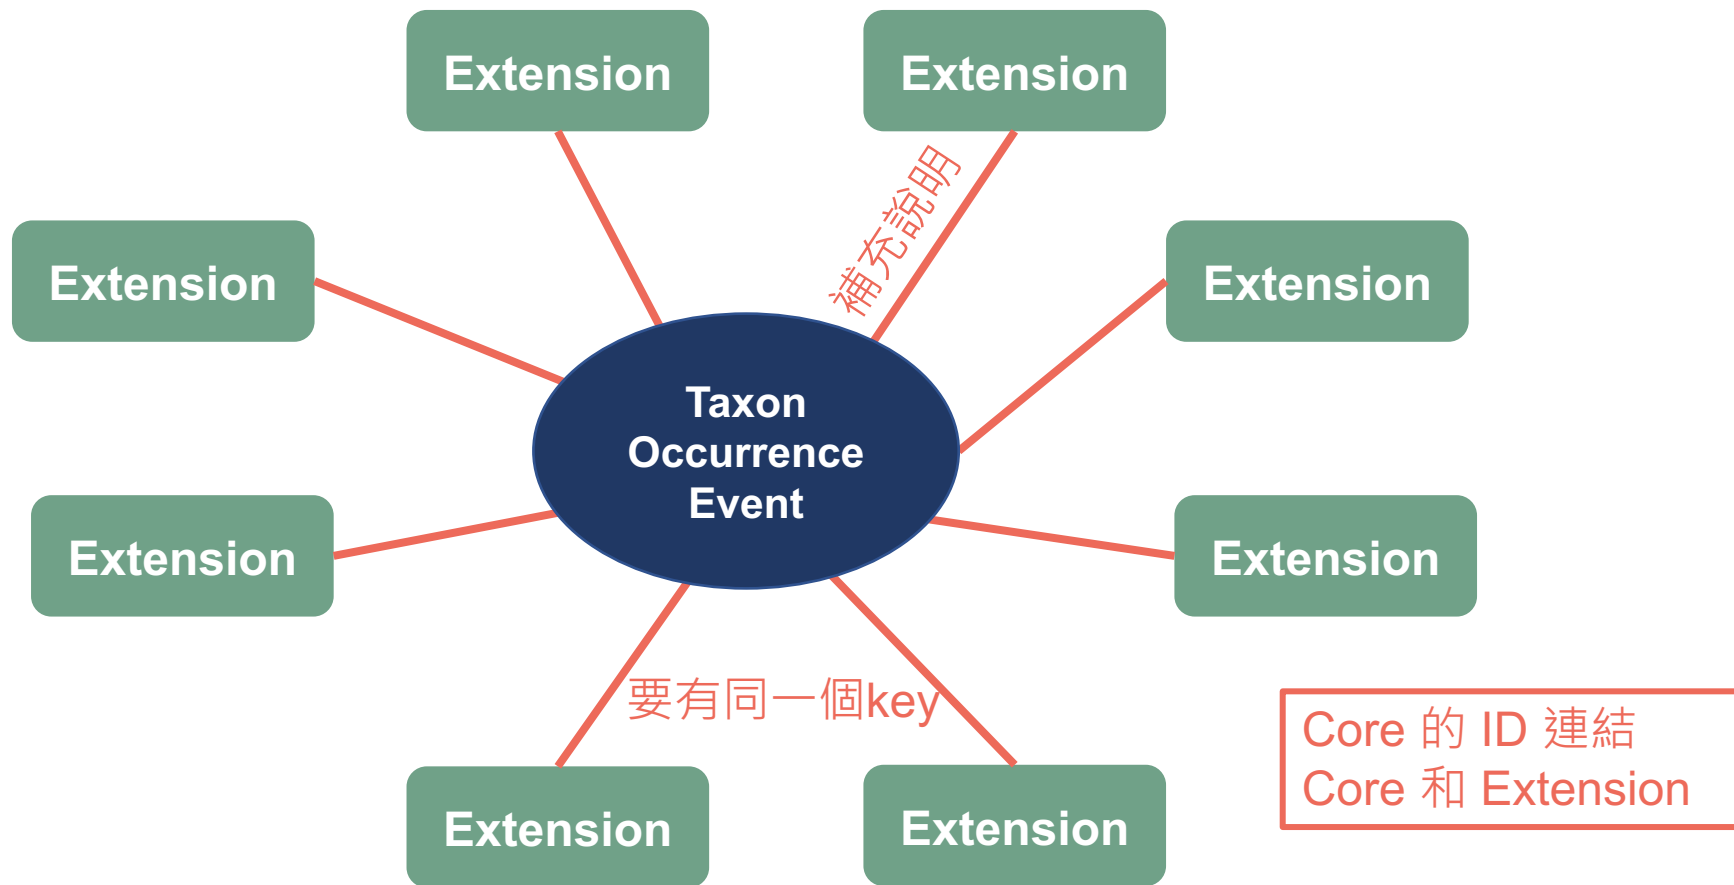 Extension
Extension
補充說明
Extension
Extension
Taxon
Occurrence
Event
Extension
Extension
要有同一個key
Core 的 ID 連結
Core 和 Extension
Extension
Extension